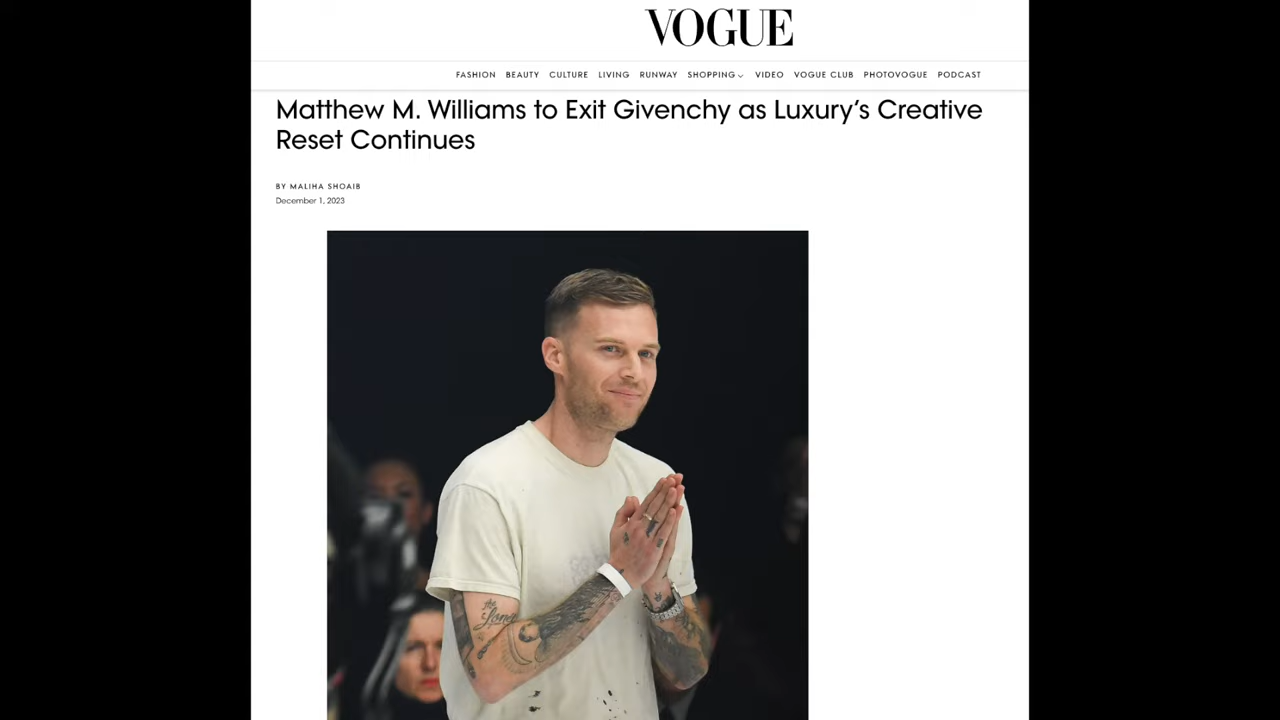 VOGUE
FASHION BEAUTY CULTURE LIVING RUNWAY SHOPPING VIDEO VOGUE CLUB PHOTOVOGUE PODCAST
Matthew M. Williams to Exit Givenchy as Luxury's Creative
Reset Continues
BY MALIHA SHOAIB
December 1, 2023